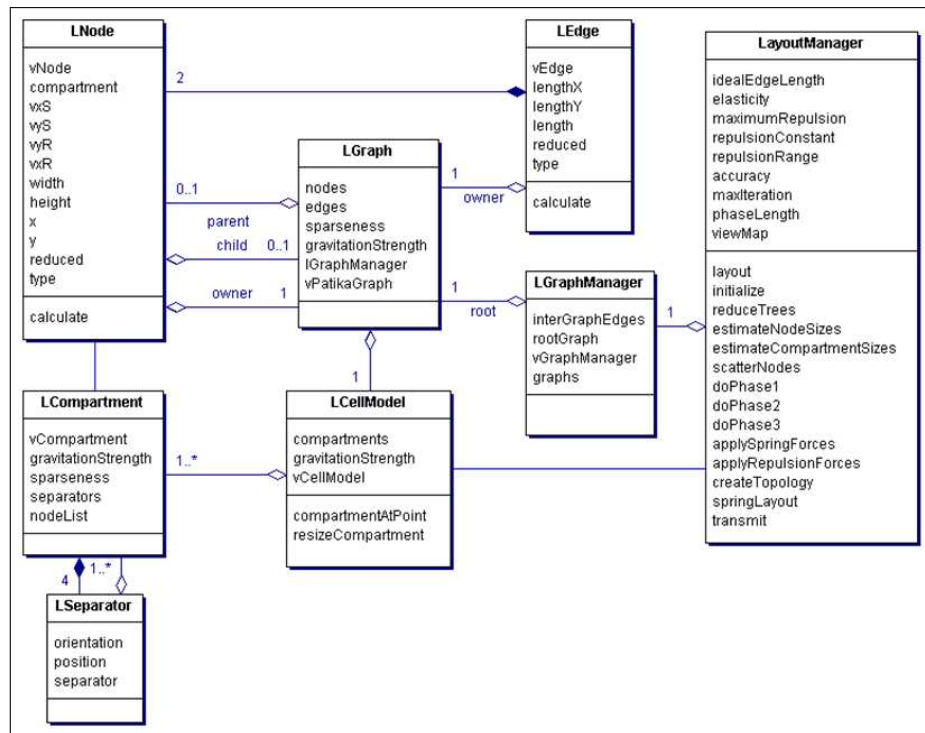 LNode
vNode
compartment
vxS
vyS
vyR
vxR
width
height
x
y
reduced
type
calculate
2
0..1
parent
child
0..1
owner
1
LEdge
vEdge
lengthX
lengthY
length
reduced
type
calculate
1
owner
LGraph
nodes
edges
sparseness
gravitationStrength
lGraphManager
vPatikaGraph
1
root
1
LGraphManager
interGraphEdges
rootGraph
vGraphManager
graphs
1
LayoutManager
idealEdgeLength
elasticity
maximumRepulsion
repulsionConstant
repulsionRange
accuracy
maxIteration
phaseLength
viewMap
layout
initialize
reduceTrees
estimateNodeSizes
estimateCompartmentSizes
scatterNodes
doPhase1
doPhase2
doPhase3
applySpringForces
applyRepulsionForces
createTopology
springLayout
transmit
LCompartment
vCompartment
gravitationStrength
sparseness
separators
nodeList
1..*
LCellModel
compartments
gravitationStrength
vCellModel
compartmentAtPoint
resizeCompartment
4
1..*
LSeparator
orientation
position
separator